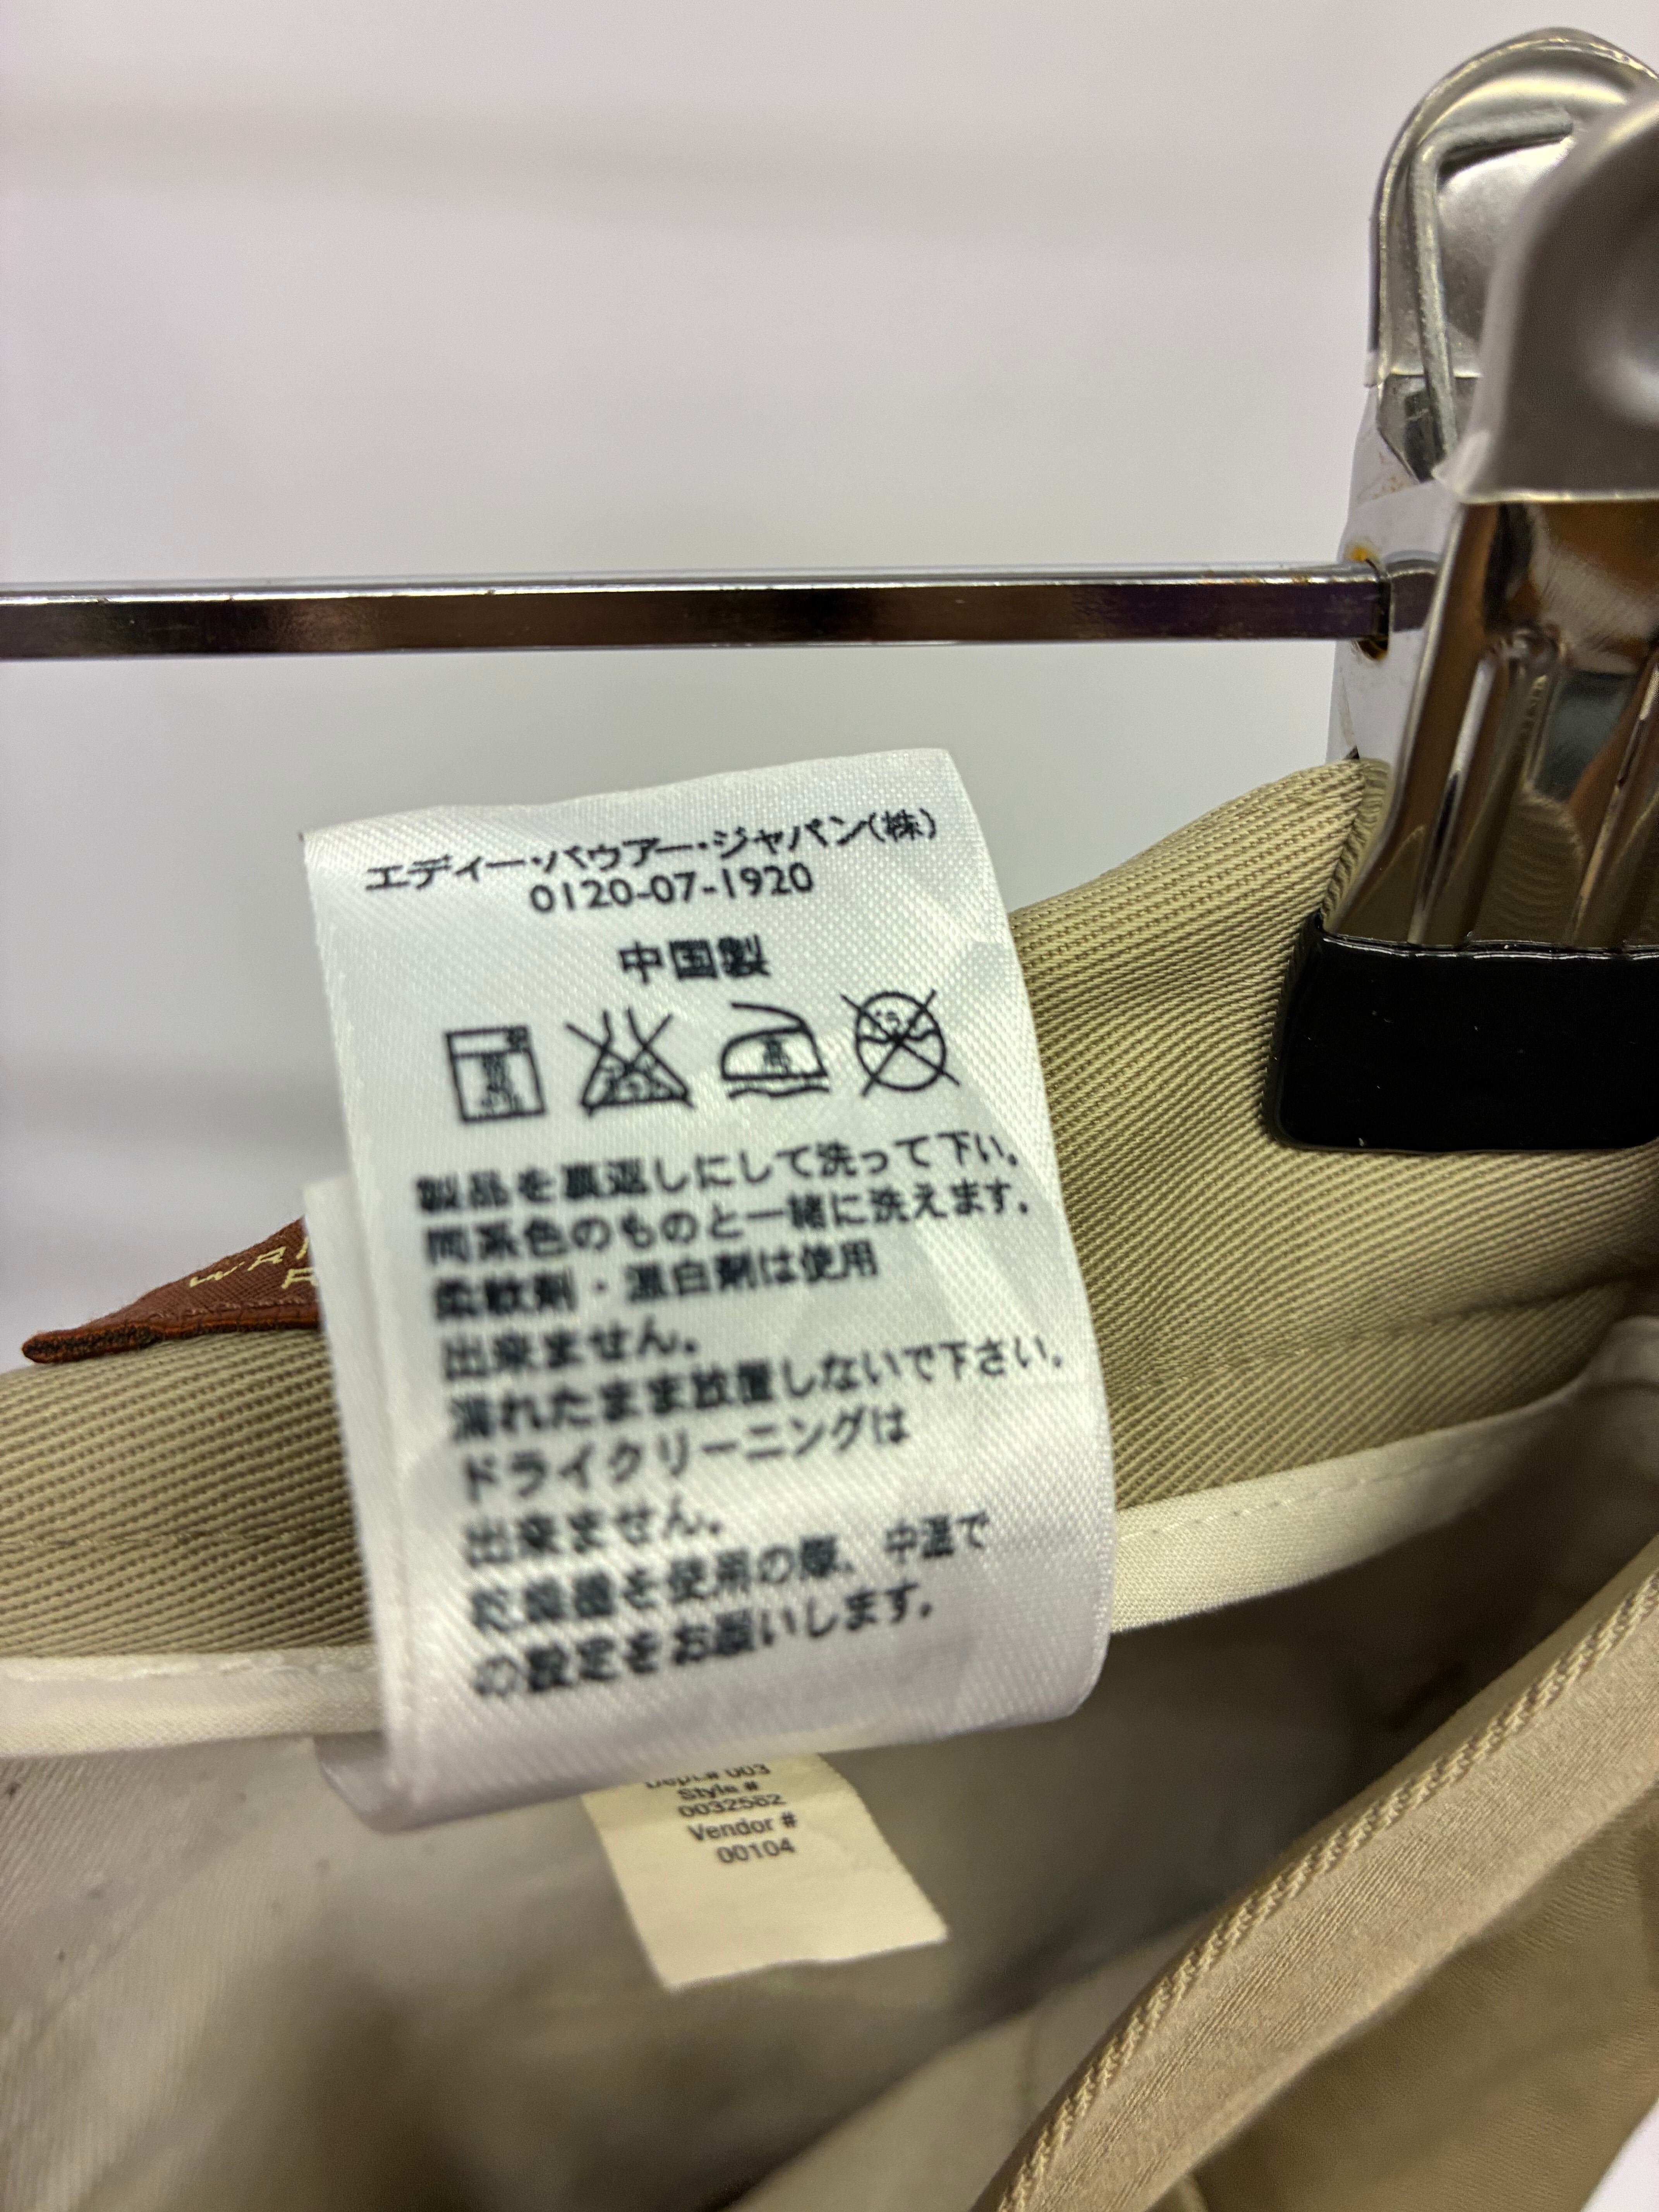 エディー・バウアー・ジャパン(株)
0120-07-1920
中国製
製品を裏返しにして洗って下い。
同系色のものと一緒に洗えます。
柔軟剤・温白剤は使用
出来ません。
濡れたまま放置しないで下さい。
ドライクリーニングは
出来ません。
乾燥機を使用の際、中温で
の設定をお願いします。
Dept.# 003
Style #
0032562
Vendor #
00104